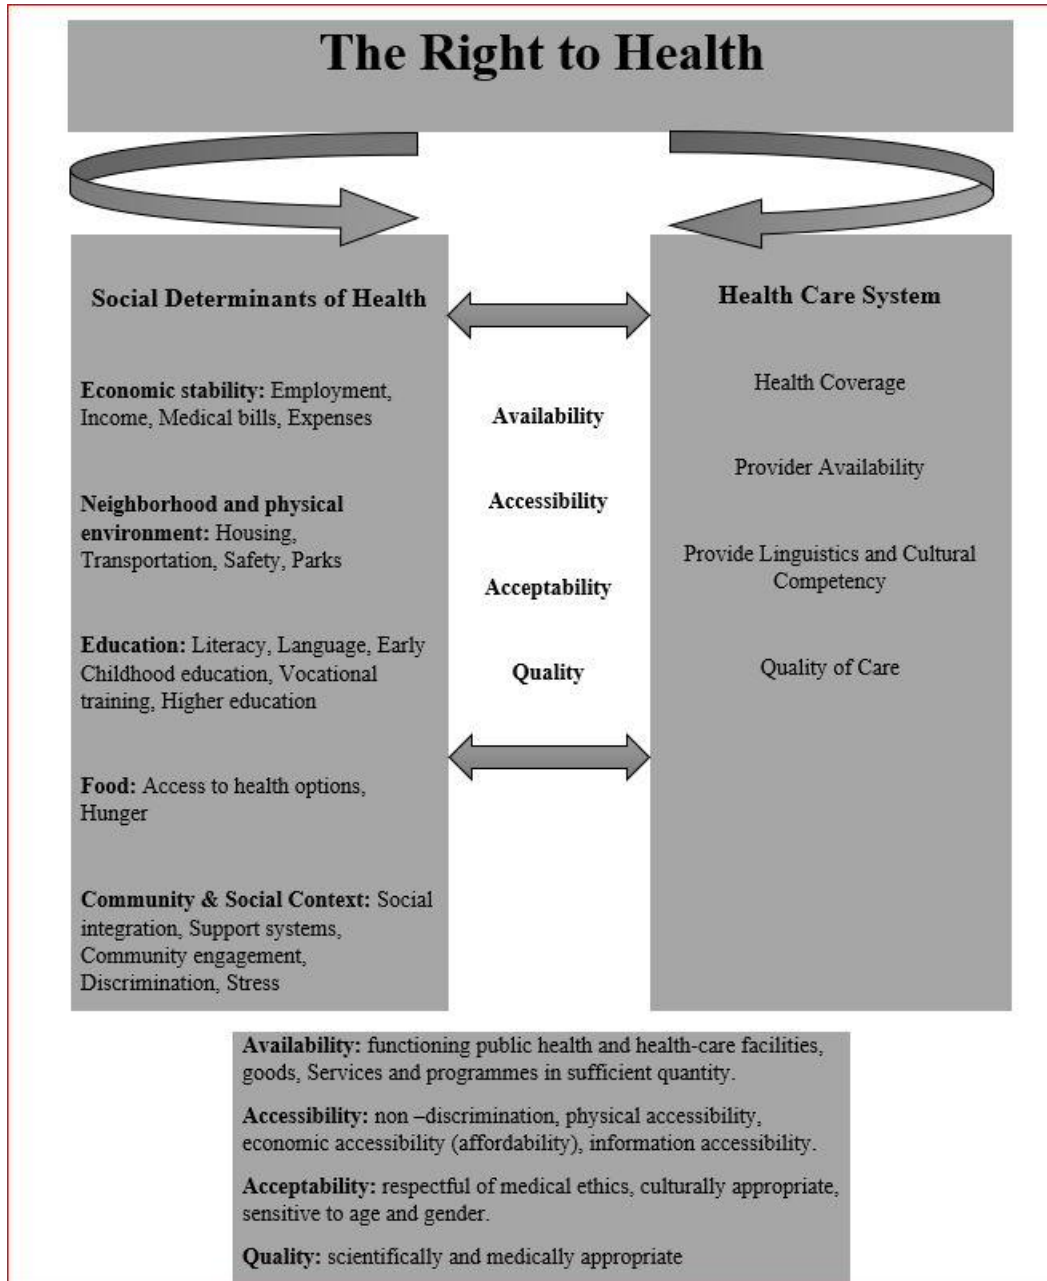 The Right to Health
Social Determinants of Health
Economic stability: Employment,
Income, Medical bills, Expenses
Neighborhood and physical
environment: Housing,
Transportation, Safety, Parks
Education: Literacy, Language, Early
Childhood education, Vocational
training, Higher education
Food: Access to health options,
Hunger
Community & Social Context: Social
integration, Support systems,
Community engagement,
Discrimination, Stress
Availability
Accessibility
Acceptability
Quality
Health Care System
Health Coverage
Provider Availability
Provide Linguistics and Cultural
Competency
Quality of Care
Availability: functioning public health and health-care facilities,
goods, Services and programmes in sufficient quantity.
Accessibility: non –discrimination, physical accessibility,
economic accessibility (affordability), information accessibility.
Acceptability: respectful of medical ethics, culturally appropriate,
sensitive to age and gender.
Quality: scientifically and medically appropriate